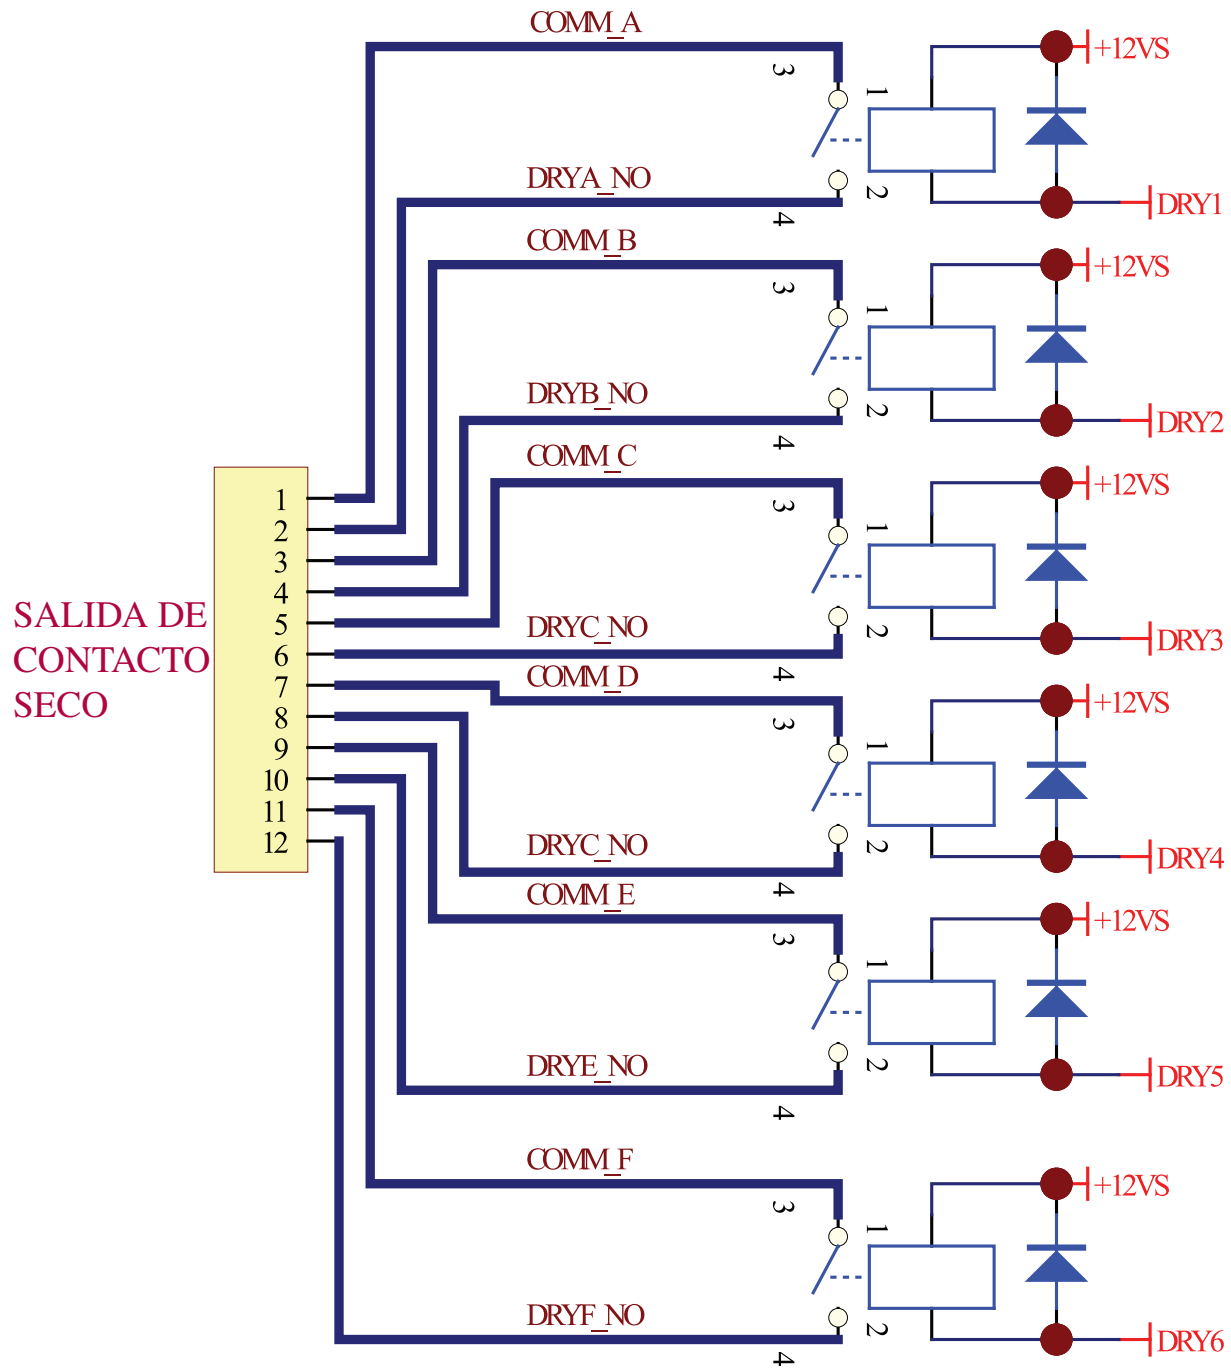 COMM_A
3
1
+12VS
DRYA_NO
4
2
DRY1
COMM_B
3
1
+12VS
DRYB_NO
4
2
DRY2
COMM_C
3
1
+12VS
DRYC_NO
4
2
DRY3
COMM_D
3
1
+12VS
DRYC_NO
4
2
DRY4
COMM_E
3
1
+12VS
DRYE_NO
4
2
DRY5
COMM_F
3
1
+12VS
DRYF_NO
4
2
DRY6
SALIDA DE
CONTACTO
SECO
1
2
3
4
5
6
7
8
9
10
11
12